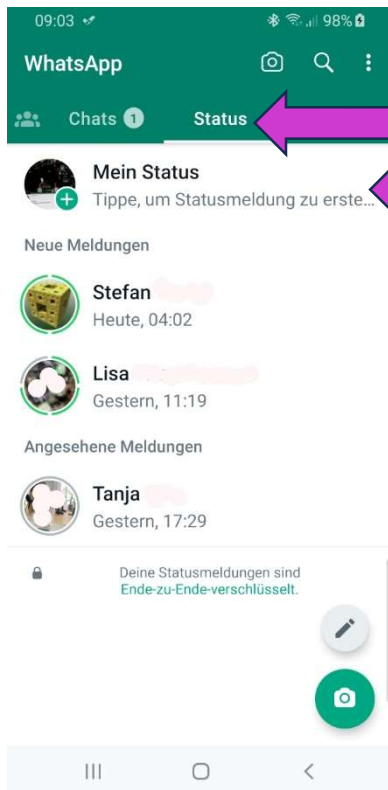 09:03 98%
WhatsApp
Chats 1 Status
Mein Status
Tippe, um Statusmeldung zu erste...
Neue Meldungen
Stefan
Heute, 04:02
Lisa
Gestern, 11:19
Angesehene Meldungen
Tanja
Gestern, 17:29
Deine Statusmeldungen sind
Ende-zu-Ende-verschlüsselt.